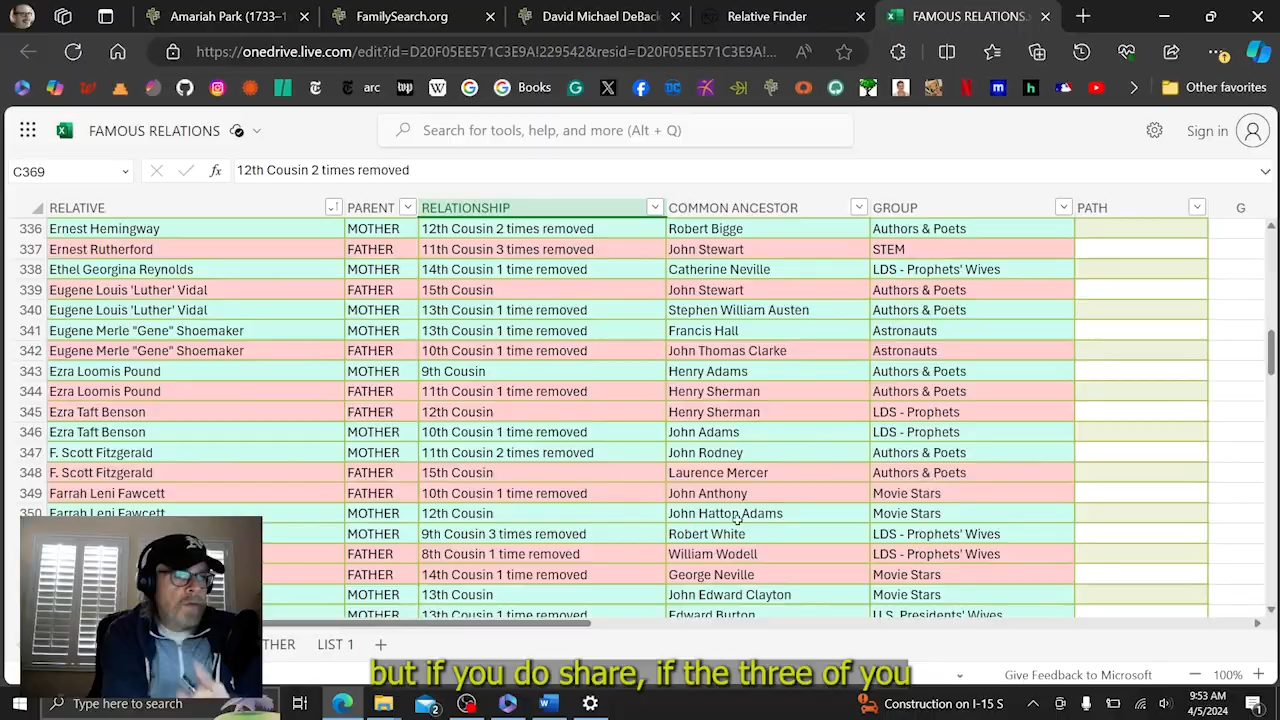 Amariah Park (1733–1
FamilySearch.org
David Michael DeBack
Relative Finder
FAMOUS RELATIONS.
https://onedrive.live.com/edit?id=D20F05EE571C3E9A!229542&resid=D20F05EE571C3E9A!...
arc
Books
Other favorites
FAMOUS RELATIONS
Search for tools, help, and more (Alt + Q)
Sign in
C369
fx
12th Cousin 2 times removed
RELATIVE PARENT RELATIONSHIP COMMON ANCESTOR GROUP PATH G
336 Ernest Hemingway MOTHER 12th Cousin 2 times removed Robert Bigge Authors & Poets
337 Ernest Rutherford FATHER 11th Cousin 3 times removed John Stewart STEM
338 Ethel Georgina Reynolds MOTHER 14th Cousin 1 time removed Catherine Neville LDS - Prophets' Wives
339 Eugene Louis 'Luther' Vidal FATHER 15th Cousin John Stewart Authors & Poets
340 Eugene Louis 'Luther' Vidal MOTHER 13th Cousin 1 time removed Stephen William Austen Authors & Poets
341 Eugene Merle "Gene" Shoemaker MOTHER 13th Cousin 1 time removed Francis Hall Astronauts
342 Eugene Merle "Gene" Shoemaker FATHER 10th Cousin 1 time removed John Thomas Clarke Astronauts
343 Ezra Loomis Pound MOTHER 9th Cousin Henry Adams Authors & Poets
344 Ezra Loomis Pound FATHER 11th Cousin 1 time removed Henry Sherman Authors & Poets
345 Ezra Taft Benson FATHER 12th Cousin Henry Sherman LDS - Prophets
346 Ezra Taft Benson MOTHER 10th Cousin 1 time removed John Adams LDS - Prophets
347 F. Scott Fitzgerald MOTHER 11th Cousin 2 times removed John Rodney Authors & Poets
348 F. Scott Fitzgerald FATHER 15th Cousin Laurence Mercer Authors & Poets
349 Farrah Leni Fawcett FATHER 10th Cousin 1 time removed John Anthony Movie Stars
350 Farrah Leni Fawcett MOTHER 12th Cousin John Hatton Adams Movie Stars
MOTHER 9th Cousin 3 times removed Robert White LDS - Prophets' Wives
FATHER 8th Cousin 1 time removed William Wodell LDS - Prophets' Wives
FATHER 14th Cousin 1 time removed George Neville Movie Stars
MOTHER 13th Cousin John Edward Clayton Movie Stars
MOTHER 13th Cousin 1 time removed Edward Burton U.S. Presidents' Wives
THER LIST 1
but if you do share, if the three of you
Give Feedback to Microsoft 100%
Type here to search
Construction on I-15 S
9:53 AM
4/5/2024